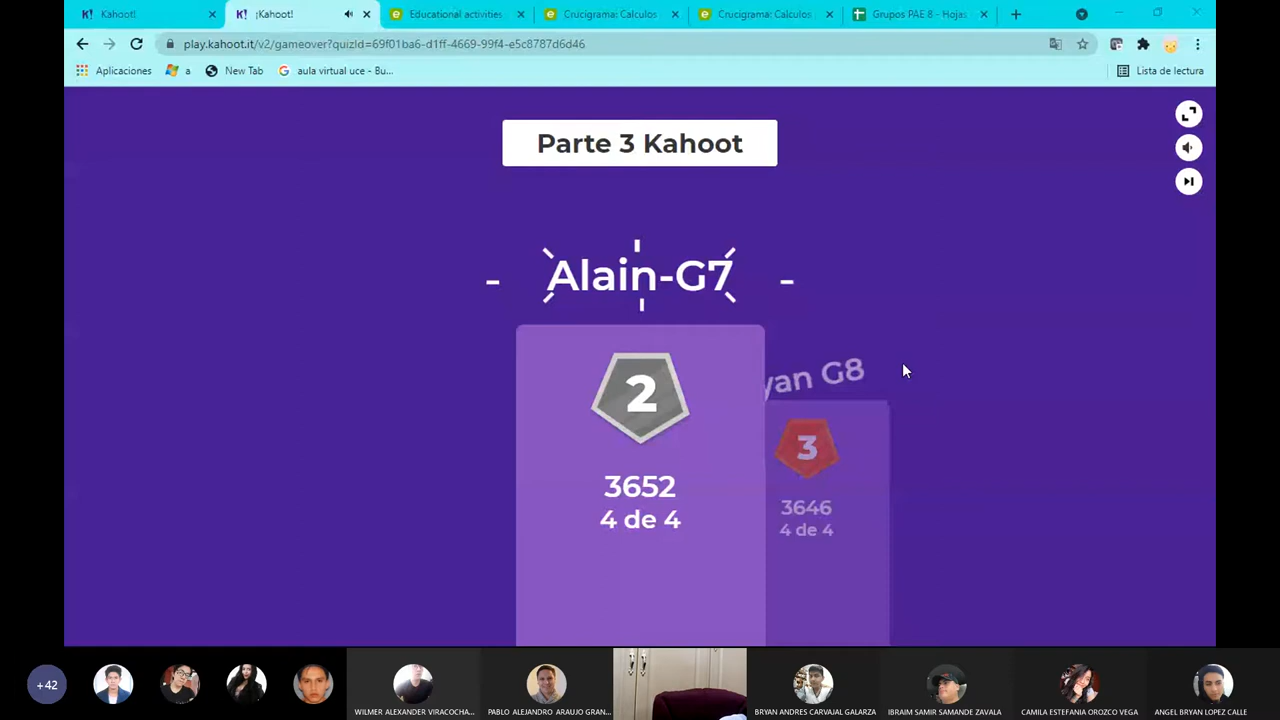 Kahoot!
¡Kahoot!
Educational activities
Crucigrama: Calculos
Crucigrama: Calculos
Grupos PAE 8 - Hojas
play.kahoot.it/v2/gameover?quizId=69f01ba6-d1ff-4669-99f4-e5c8787d6d46
Aplicaciones
a
New Tab
aula virtual uce - Bu...
Lista de lectura
Parte 3 Kahoot
Alain-G7
yan G8
2
3
3652
4 de 4
3646
4 de 4
+42
WILMER ALEXANDER VIRACOCHA...
PABLO ALEJANDRO ARAUJO GRAN...
BRYAN ANDRES CARVAJAL GALARZA
IBRAIM SAMIR SAMANDE ZAVALA
CAMILA ESTEFANIA OROZCO VEGA
ANGEL BRYAN LOPEZ CALLE